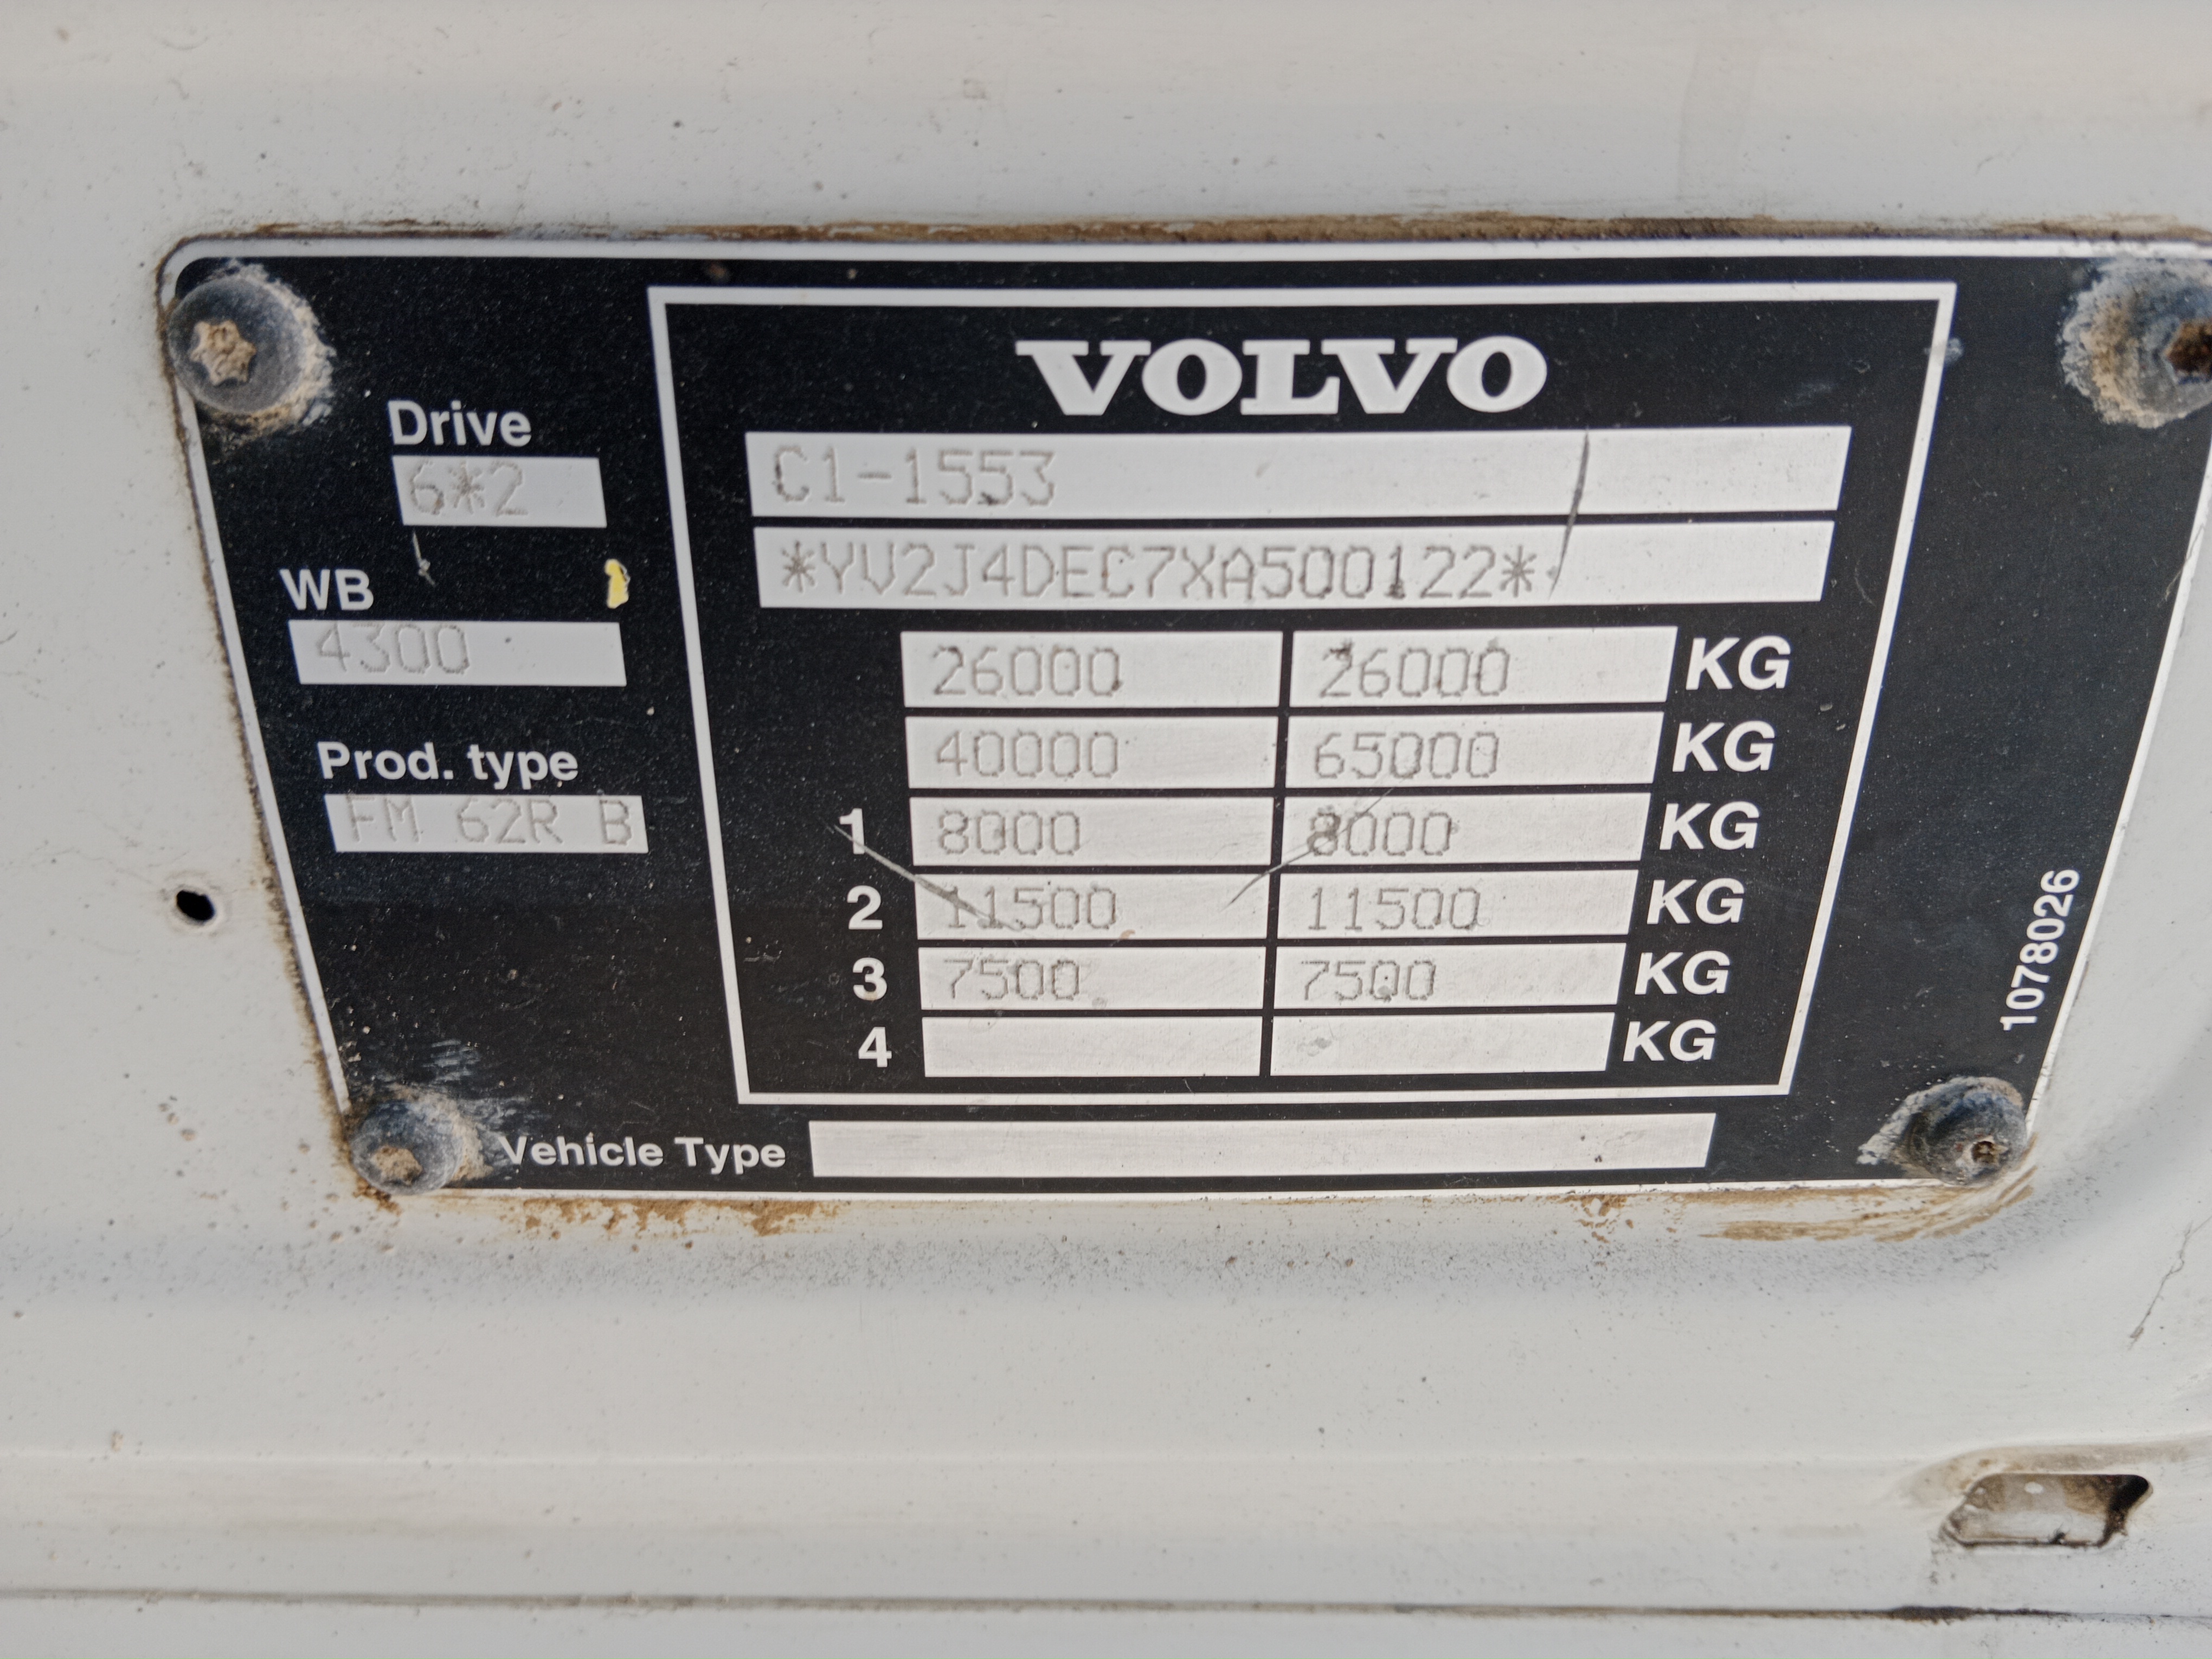 VOLVO
Drive
6*2
C1-1553
*YV2J4DEC7XA500122*
WB
4300
26000 26000 KG
40000 65000 KG
Prod. type
FM 62R B
1 8000 8000 KG
2 11500 11500 KG
3 7500 7500 KG
4 KG
Vehicle Type
1078026